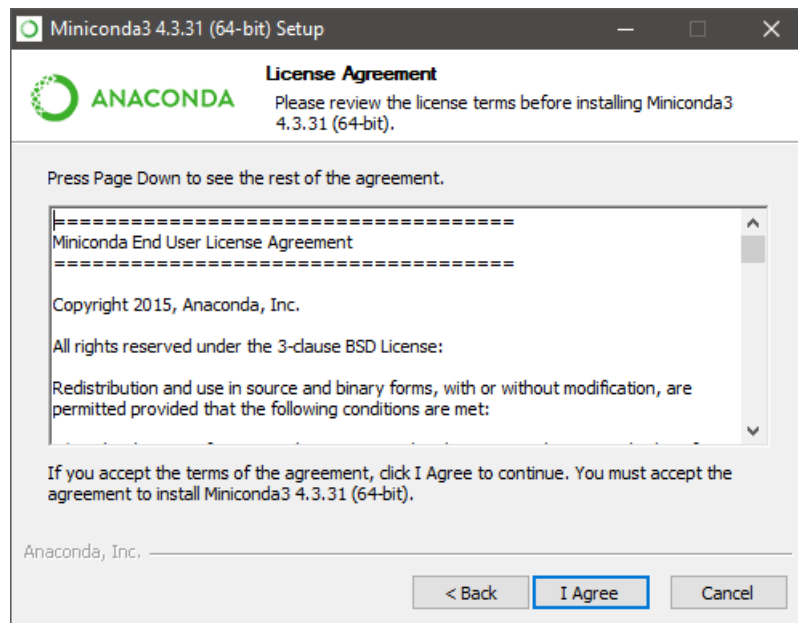 Miniconda3 4.3.31 (64-bit) Setup
ANACONDA
License Agreement
Please review the license terms before installing Miniconda3
4.3.31 (64-bit).
Press Page Down to see the rest of the agreement.
====================================
Miniconda End User License Agreement
====================================
Copyright 2015, Anaconda, Inc.
All rights reserved under the 3-clause BSD License:
Redistribution and use in source and binary forms, with or without modification, are
permitted provided that the following conditions are met:
If you accept the terms of the agreement, click I Agree to continue. You must accept the
agreement to install Miniconda3 4.3.31 (64-bit).
Anaconda, Inc.
< Back
I Agree
Cancel